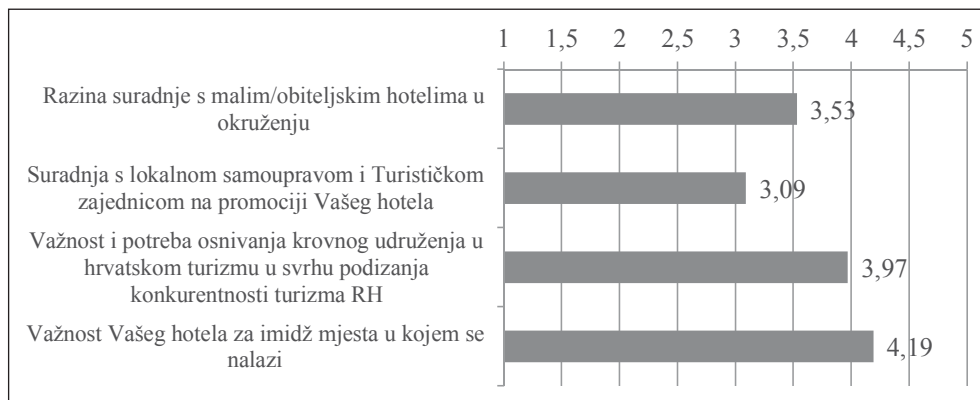 1 1,5 2 2,5 3 3,5 4 4,5 5
Razina suradnje s malim/obiteljskim hotelima u
okruženju
3,53
Suradnja s lokalnom samoupravom i Turističkom
zajednicom na promociji Vašeg hotela
3,09
Važnost i potreba osnivanja krovnog udruženja u
hrvatskom turizmu u svrhu podizanja
konkurentnosti turizma RH
3,97
Važnost Vašeg hotela za imidž mjesta u kojem se
nalazi
4,19